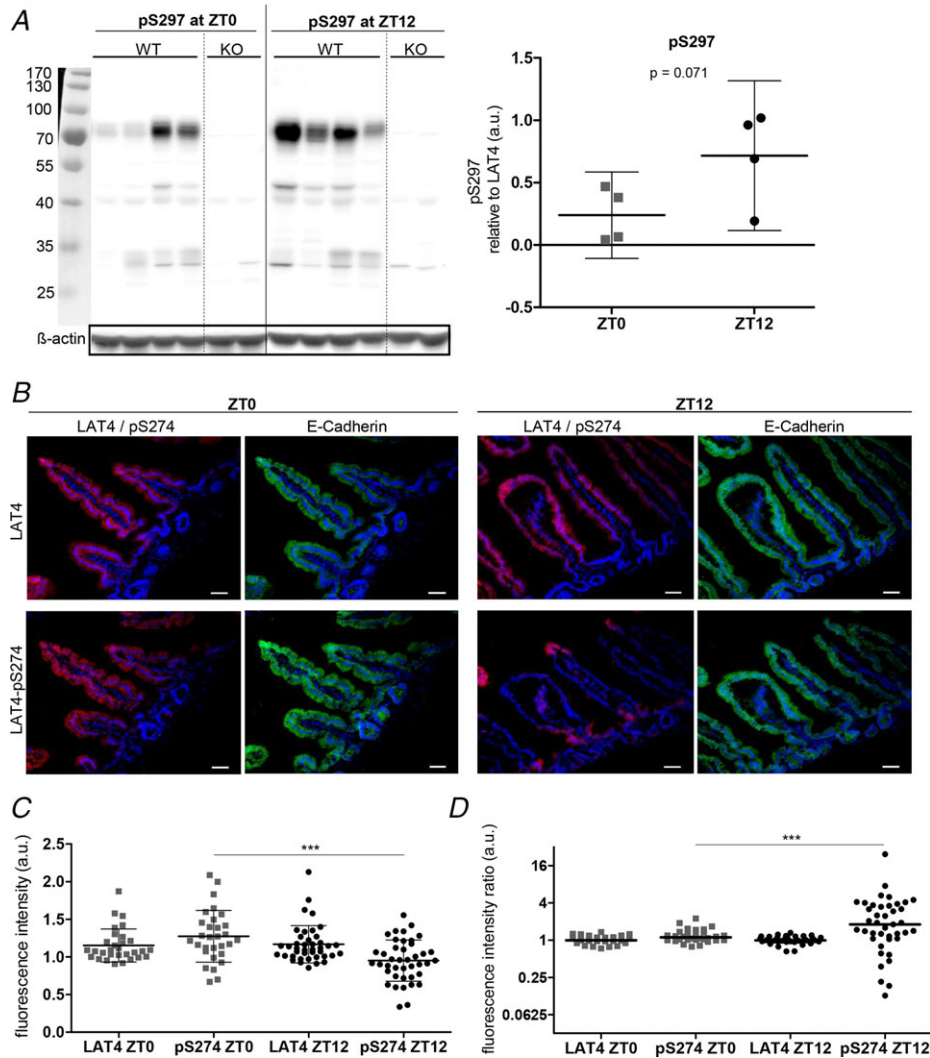 A
pS297 at ZT0
pS297 at ZT12
WT
KO
WT
KO
170
130
100
70
55
40
35
25
ß-actin
pS297
p = 0.071
pS297
relative to LAT4 (a.u.)
1.5
1.0
0.5
0.0
-0.5
ZT0
ZT12
B
ZT0
ZT12
LAT4 / pS274
E-Cadherin
LAT4 / pS274
E-Cadherin
LAT4
LAT4-pS274
C
fluorescence intensity (a.u.)
2.5
2.0
1.5
1.0
0.5
0.0
***
LAT4 ZT0
pS274 ZT0
LAT4 ZT12
pS274 ZT12
D
fluorescence intensity ratio (a.u.)
16
4
1
0.25
0.0625
***
LAT4 ZT0
pS274 ZT0
LAT4 ZT12
pS274 ZT12